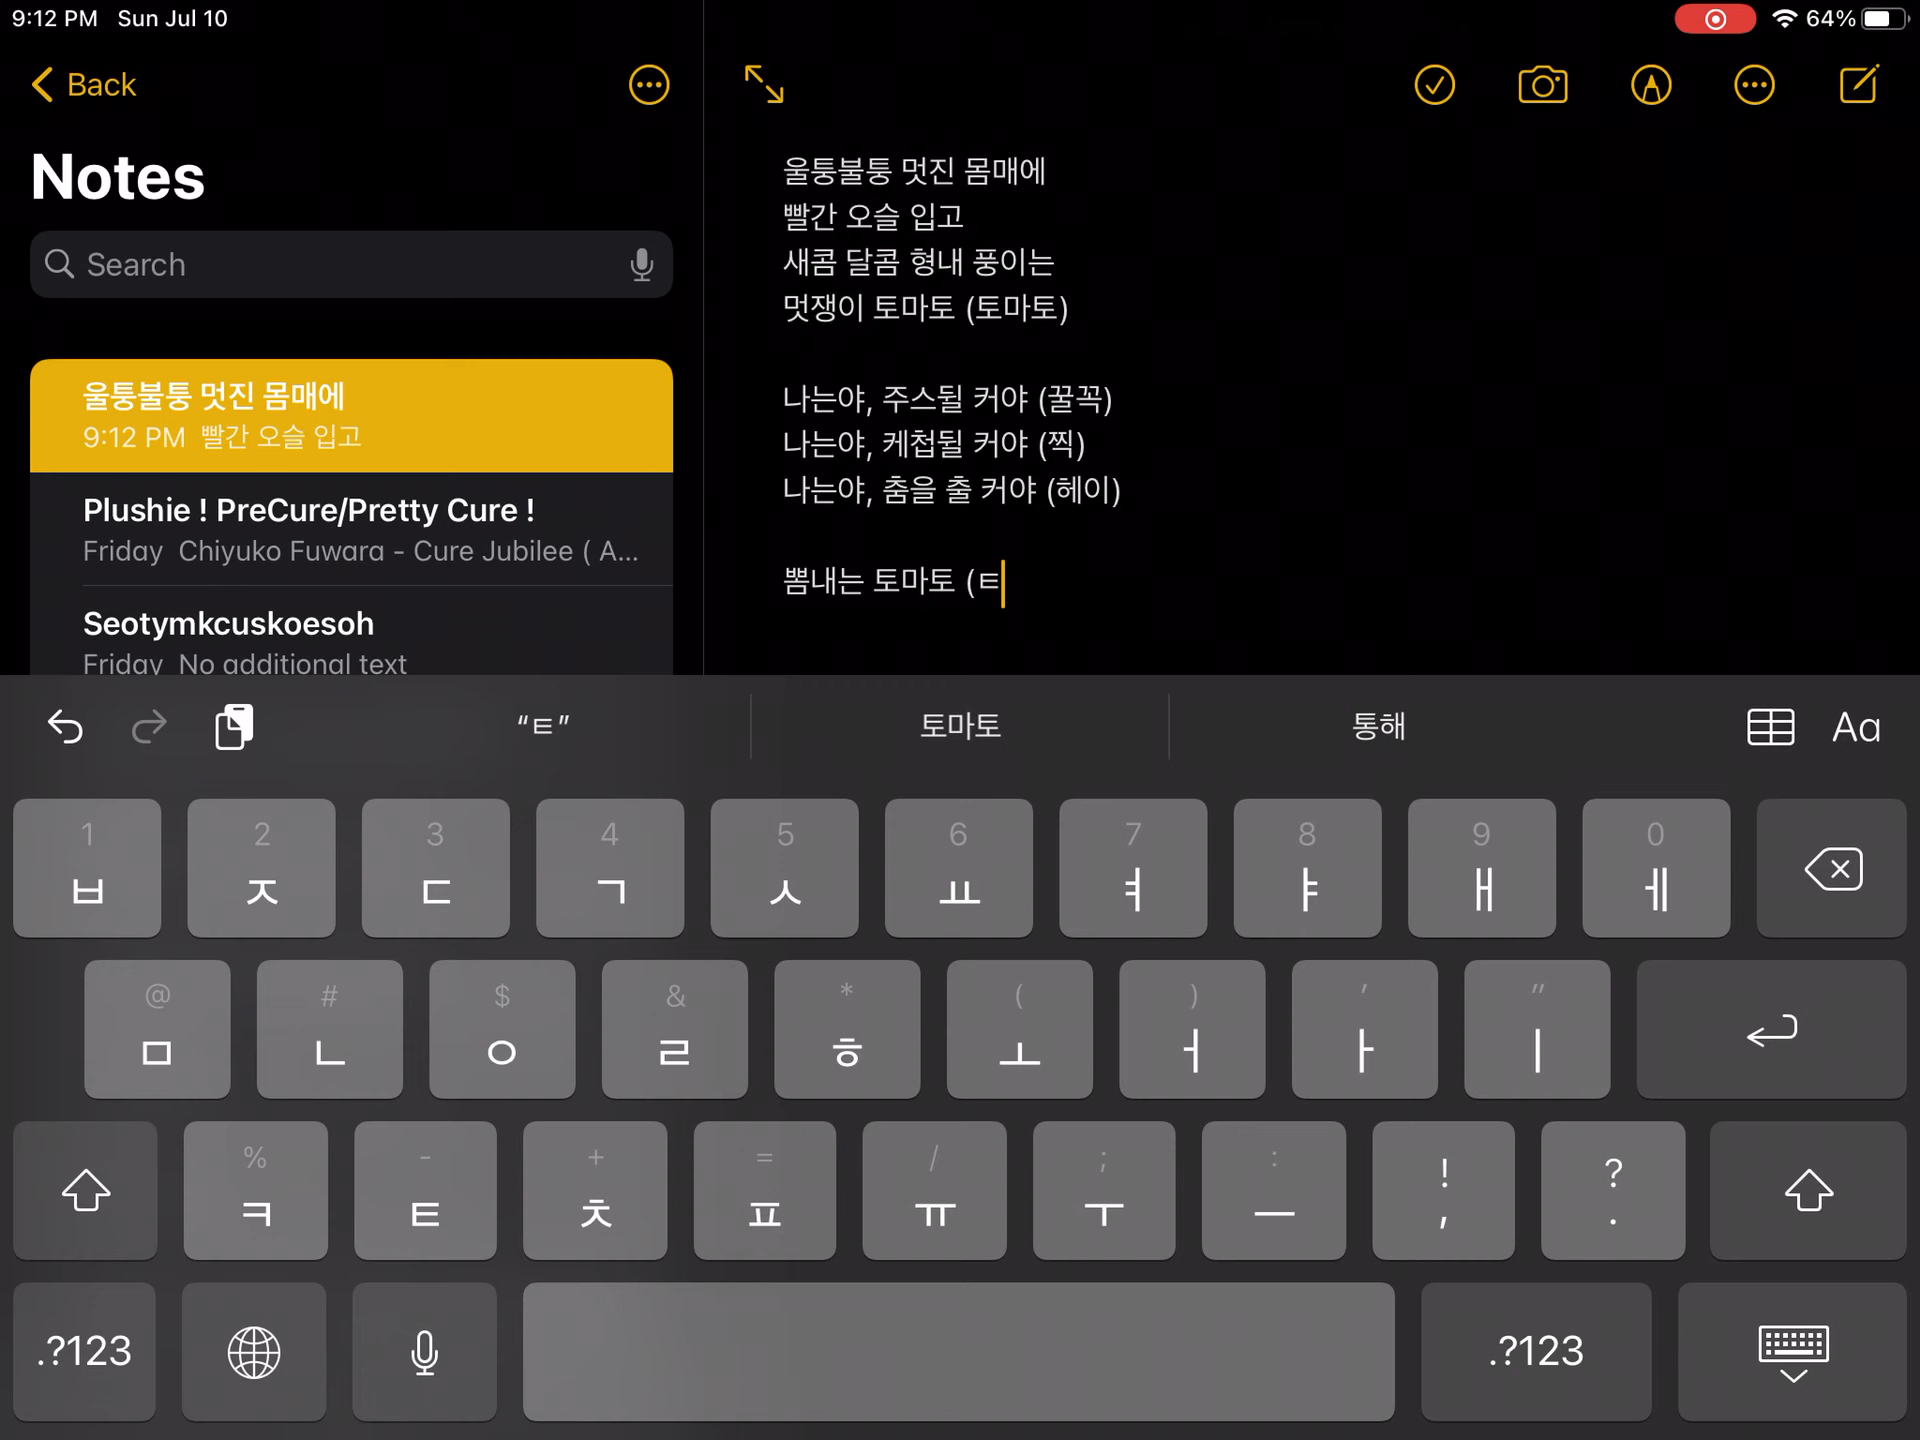 9:12 PM Sun Jul 10
64%
Back
Notes
Search
울퉁불퉁 멋진 몸매에
9:12 PM 빨간 오슬 입고
Plushie ! PreCure/Pretty Cure !
Friday Chiyuko Fuwara - Cure Jubilee ( A...
Seotymkcuskoesoh
Friday No additional text
울퉁불퉁 멋진 몸매에
빨간 오슬 입고
새콤 달콤 형내 풍이는
멋쟁이 토마토 (토마토)
나는야, 주스될 커야 (꿀꼭)
나는야, 케첩될 커야 (찍)
나는야, 춤을 출 커야 (헤이)
뽐내는 토마토 (ㅌ
“ㅌ” 토마토 통해 Aa
1 2 3 4 5 6 7 8 9 0
ㅂ ㅈ ㄷ ㄱ ㅅ ㅛ ㅕ ㅑ ㅐ ㅔ
@ # $ & * ( ) ' "
ㅁ ㄴ ㅇ ㄹ ㅎ ㅗ ㅓ ㅏ ㅣ
% - + = / ; : ! ?
ㅋ ㅌ ㅊ ㅍ ㅠ ㅜ ㅡ , .
.?123 .?123